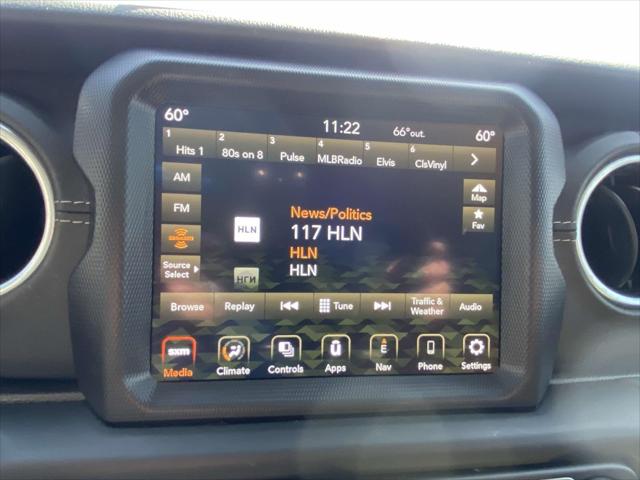 60°
11:22
66°out.
60°
1 Hits 1
2 80s on 8
3 Pulse
4 MLBRadio
5 Elvis
6 ClsVinyl
AM
FM
Source Select
Map
Fav
HLN
News/Politics
117 HLN
HLN
HLN
Browse
Replay
Tune
Traffic & Weather
Audio
sxm
E
Media
Climate
Controls
Apps
Nav
Phone
Settings